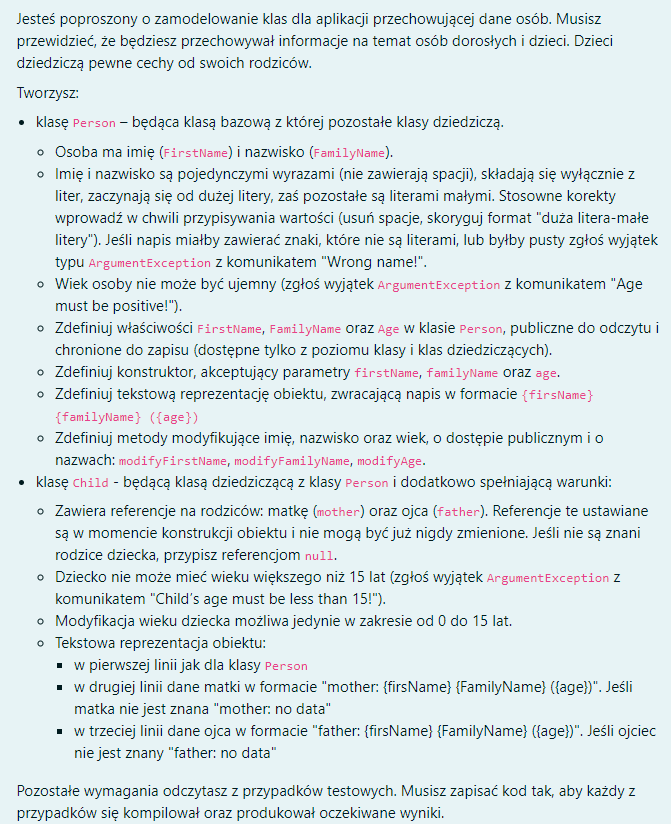 Jesteś poproszony o zamodelowanie klas dla aplikacji przechowującej dane osób. Musisz
przewidzieć, że będziesz przechowywał informacje na temat osób dorosłych i dzieci. Dzieci
dziedziczą pewne cechy od swoich rodziców.
Tworzysz:
• klasę Person – będąca klasą bazową z której pozostałe klasy dziedziczą.
◦ Osoba ma imię (FirstName) i nazwisko (FamilyName).
◦ Imię i nazwisko są pojedynczymi wyrazami (nie zawierają spacji), składają się wyłącznie z
liter, zaczynają się od dużej litery, zaś pozostałe są literami małymi. Stosowne korekty
wprowadź w chwili przypisywania wartości (usuń spacje, skoryguj format "duża litera-małe
litery"). Jeśli napis miałby zawierać znaki, które nie są literami, lub byłby pusty zgłoś wyjątek
typu ArgumentException z komunikatem "Wrong name!".
◦ Wiek osoby nie może być ujemny (zgłoś wyjątek ArgumentException z komunikatem "Age
must be positive!").
◦ Zdefiniuj właściwości FirstName, FamilyName oraz Age w klasie Person, publiczne do odczytu i
chronione do zapisu (dostępne tylko z poziomu klasy i klas dziedziczących).
◦ Zdefiniuj konstruktor, akceptujący parametry firstName, familyName oraz age.
◦ Zdefiniuj tekstową reprezentację obiektu, zwracającą napis w formacie {firsName}
{familyName} ({age})
◦ Zdefiniuj metody modyfikujące imię, nazwisko oraz wiek, o dostępie publicznym i o
nazwach: modifyFirstName, modifyFamilyName, modifyAge.
• klasę Child - będącą klasą dziedziczącą z klasy Person i dodatkowo spełniającą warunki:
◦ Zawiera referencje na rodziców: matkę (mother) oraz ojca (father). Referencje te ustawiane
są w momencie konstrukcji obiektu i nie mogą być już nigdy zmienione. Jeśli nie są znani
rodzice dziecka, przypisz referencjom null.
◦ Dziecko nie może mieć wieku większego niż 15 lat (zgłoś wyjątek ArgumentException z
komunikatem "Child’s age must be less than 15!").
◦ Modyfikacja wieku dziecka możliwa jedynie w zakresie od 0 do 15 lat.
◦ Tekstowa reprezentacja obiektu:
▪ w pierwszej linii jak dla klasy Person
▪ w drugiej linii dane matki w formacie "mother: {firsName} {FamilyName} ({age})". Jeśli
matka nie jest znana "mother: no data"
▪ w trzeciej linii dane ojca w formacie "father: {firsName} {FamilyName} ({age})". Jeśli ojciec
nie jest znany "father: no data"
Pozostałe wymagania odczytasz z przypadków testowych. Musisz zapisać kod tak, aby każdy z
przypadków się kompilował oraz produkował oczekiwane wyniki.